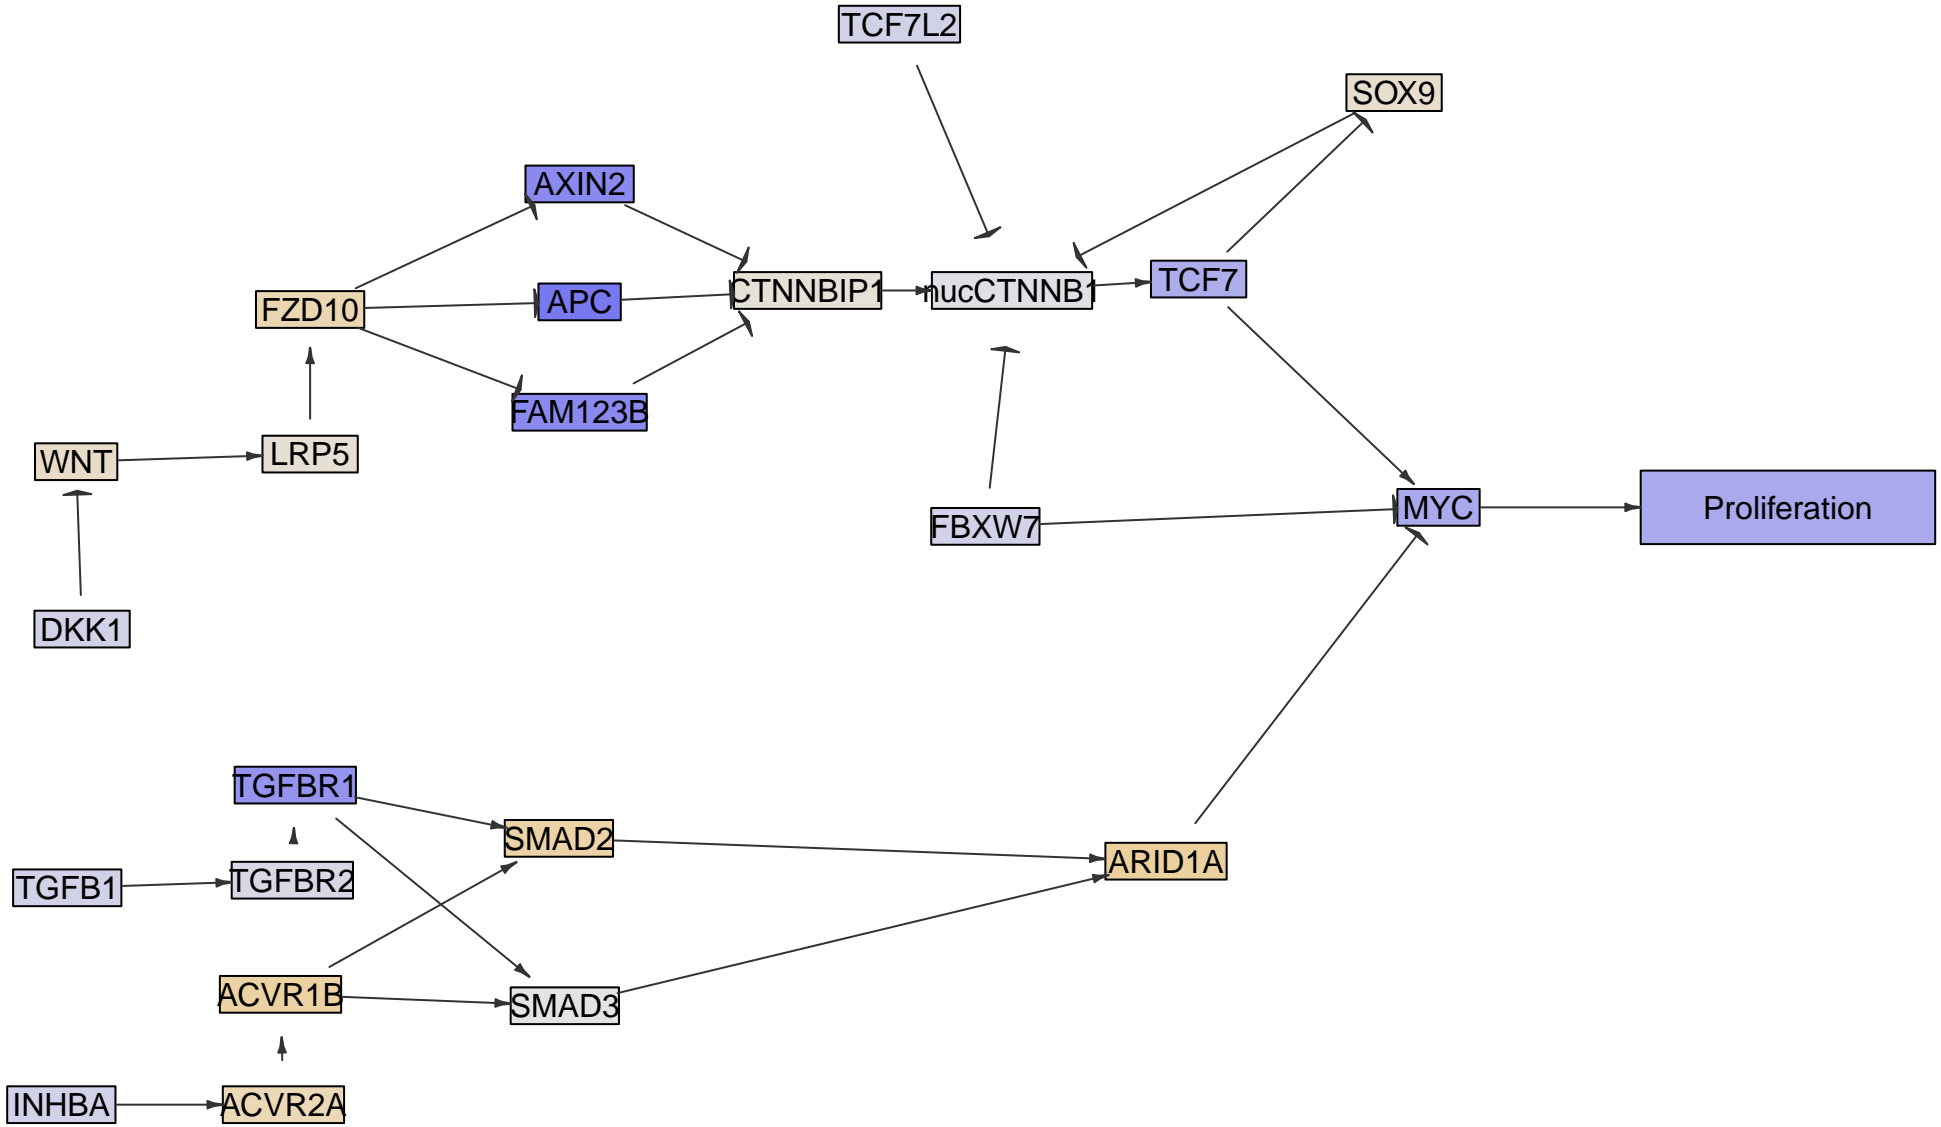 TCF7L2
SOX9
AXIN2
TCF7
CTNNBIP1
nucCTNNB1
APC
FZD10
FAM123B
LRP5
WNT
MYC
Proliferation
FBXW7
DKK1
TGFBR1
SMAD2
ARID1A
TGFBR2
TGFB1
ACVR1B
SMAD3
INHBA
ACVR2A